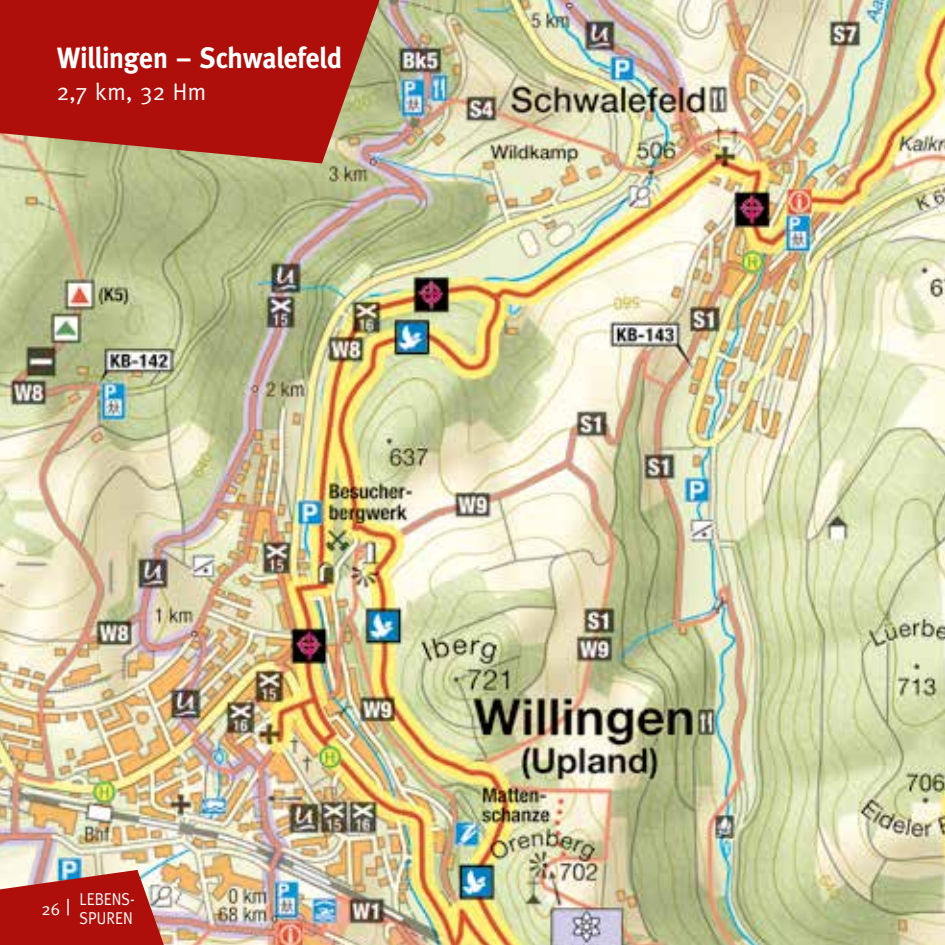 Willingen – Schwalefeld
2,7 km, 32 Hm
5 km
S7
Bk5
P
P
S4
Schwalefeld
Wildkamp
506
3 km
i
P
H
(K5)
15
16
560
KB-143
S1
W8
KB-142
W8
P
2 km
637
S1
S1
Besucher-
bergwerk
W9
P
P
15
1 km
W8
S1
W9
Iberg
721
713
15
16
W9
Willingen
(Upland)
H
H
706
Matten-
schanze
15
16
Bhf
Orenberg
702
P
0 km
68 km
P
W1
i
26 | LEBENS-
SPUREN